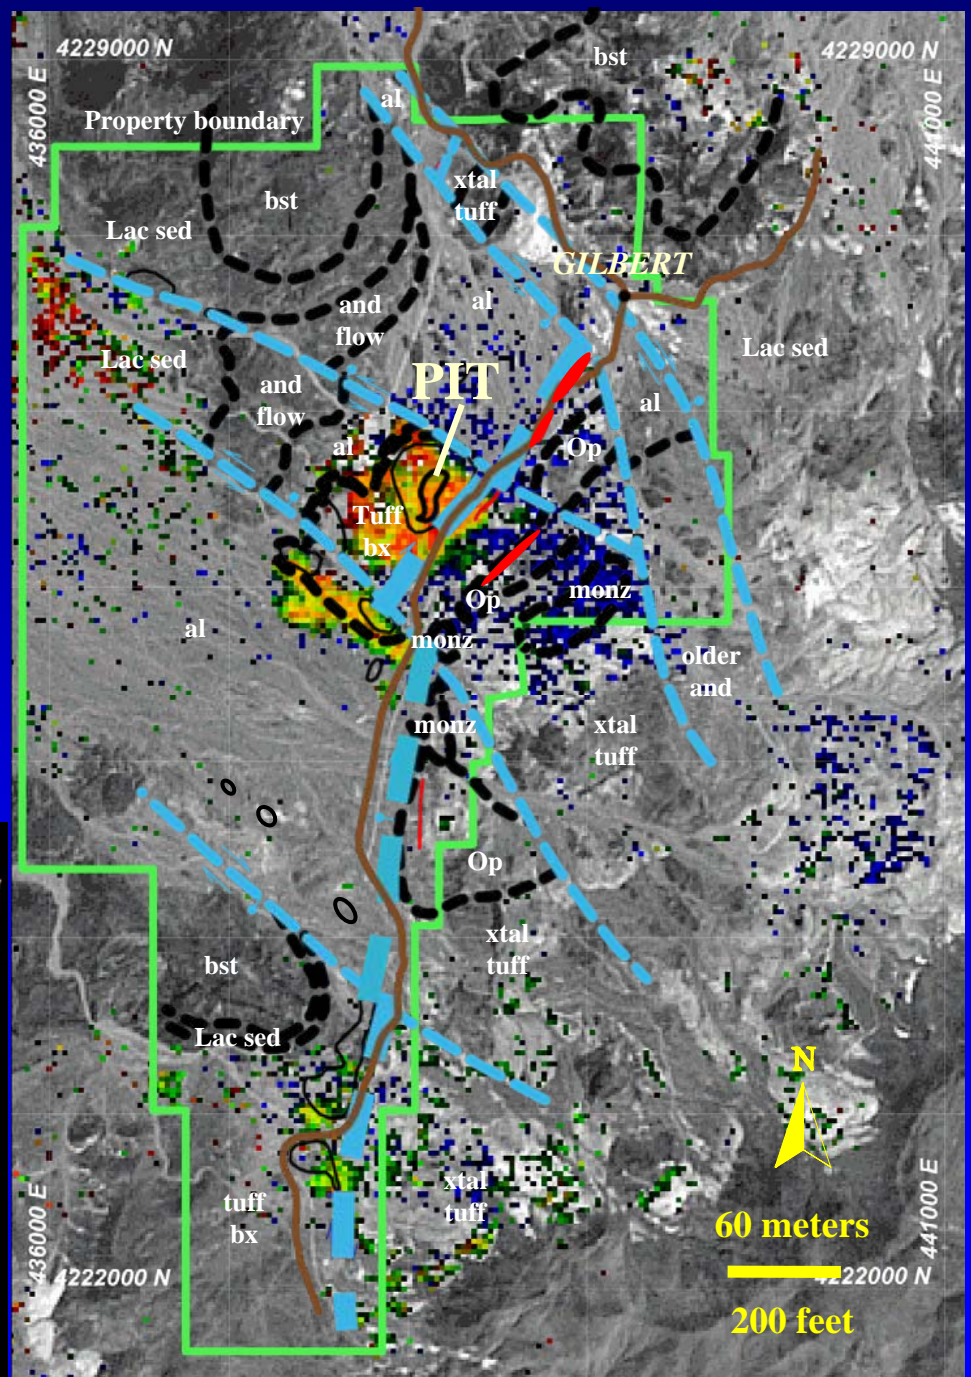 4229000 N
4229000 N
bst
436000 E
441000 E
al
Property boundary
xtal
tuff
bst
Lac sed
GILBERT
and
flow
al
Lac sed
Lac sed
PIT
and
flow
al
al
Op
Tuff
bx
monz
Op
al
monz
older
and
monz
xtal
tuff
Op
xtal
tuff
bst
Lac sed
N
xtal
tuff
tuff
bx
436000 E
441000 E
60 meters
4222000 N
4222000 N
200 feet